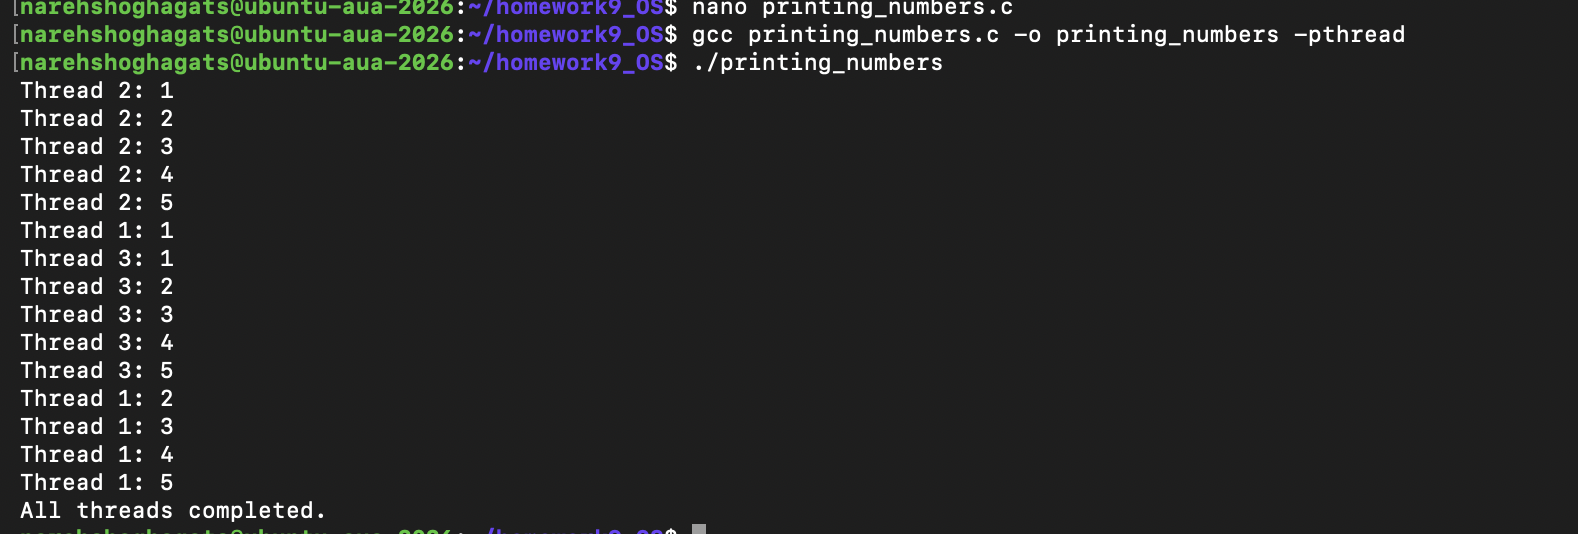 narehshoghagats@ubuntu-aua-2026:~/homework9_OS$ nano printing_numbers.c
[narehshoghagats@ubuntu-aua-2026:~/homework9_OS$ gcc printing_numbers.c -o printing_numbers -pthread
[narehshoghagats@ubuntu-aua-2026:~/homework9_OS$ ./printing_numbers
Thread 2: 1
Thread 2: 2
Thread 2: 3
Thread 2: 4
Thread 2: 5
Thread 1: 1
Thread 3: 1
Thread 3: 2
Thread 3: 3
Thread 3: 4
Thread 3: 5
Thread 1: 2
Thread 1: 3
Thread 1: 4
Thread 1: 5
All threads completed.